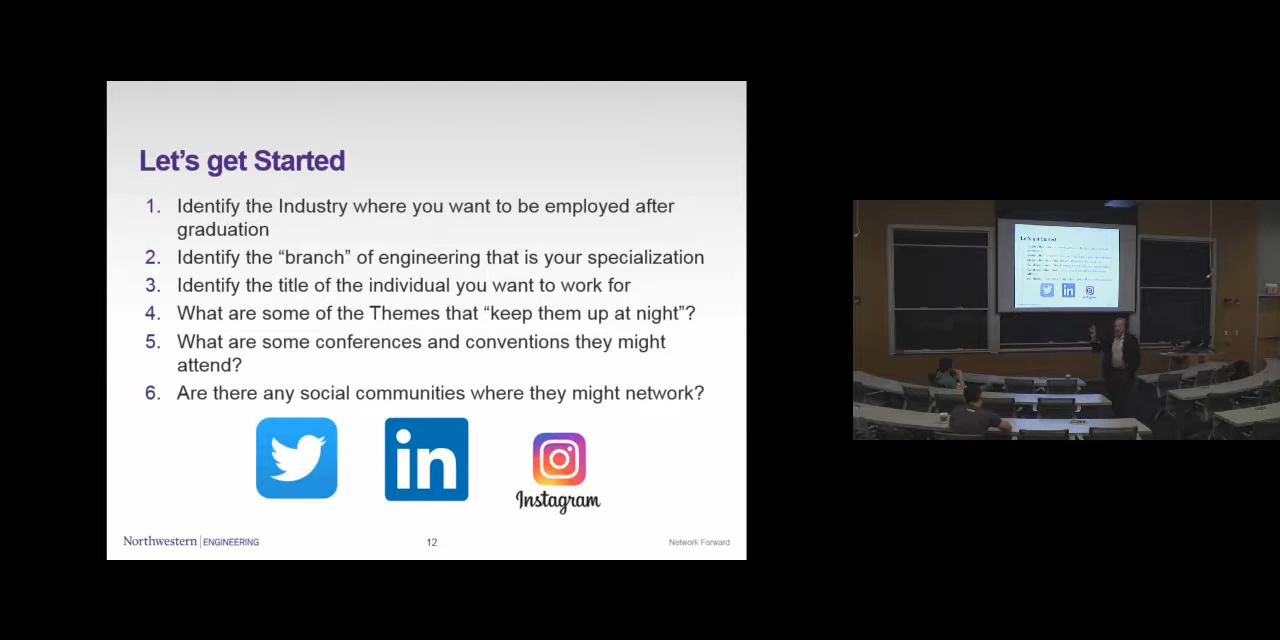 Let's get Started
1. Identify the Industry where you want to be employed after
graduation
2. Identify the “branch” of engineering that is your specialization
3. Identify the title of the individual you want to work for
4. What are some of the Themes that “keep them up at night”?
5. What are some conferences and conventions they might
attend?
6. Are there any social communities where they might network?
in
Instagram
Northwestern | ENGINEERING
12
Network Forward
Let's get Started